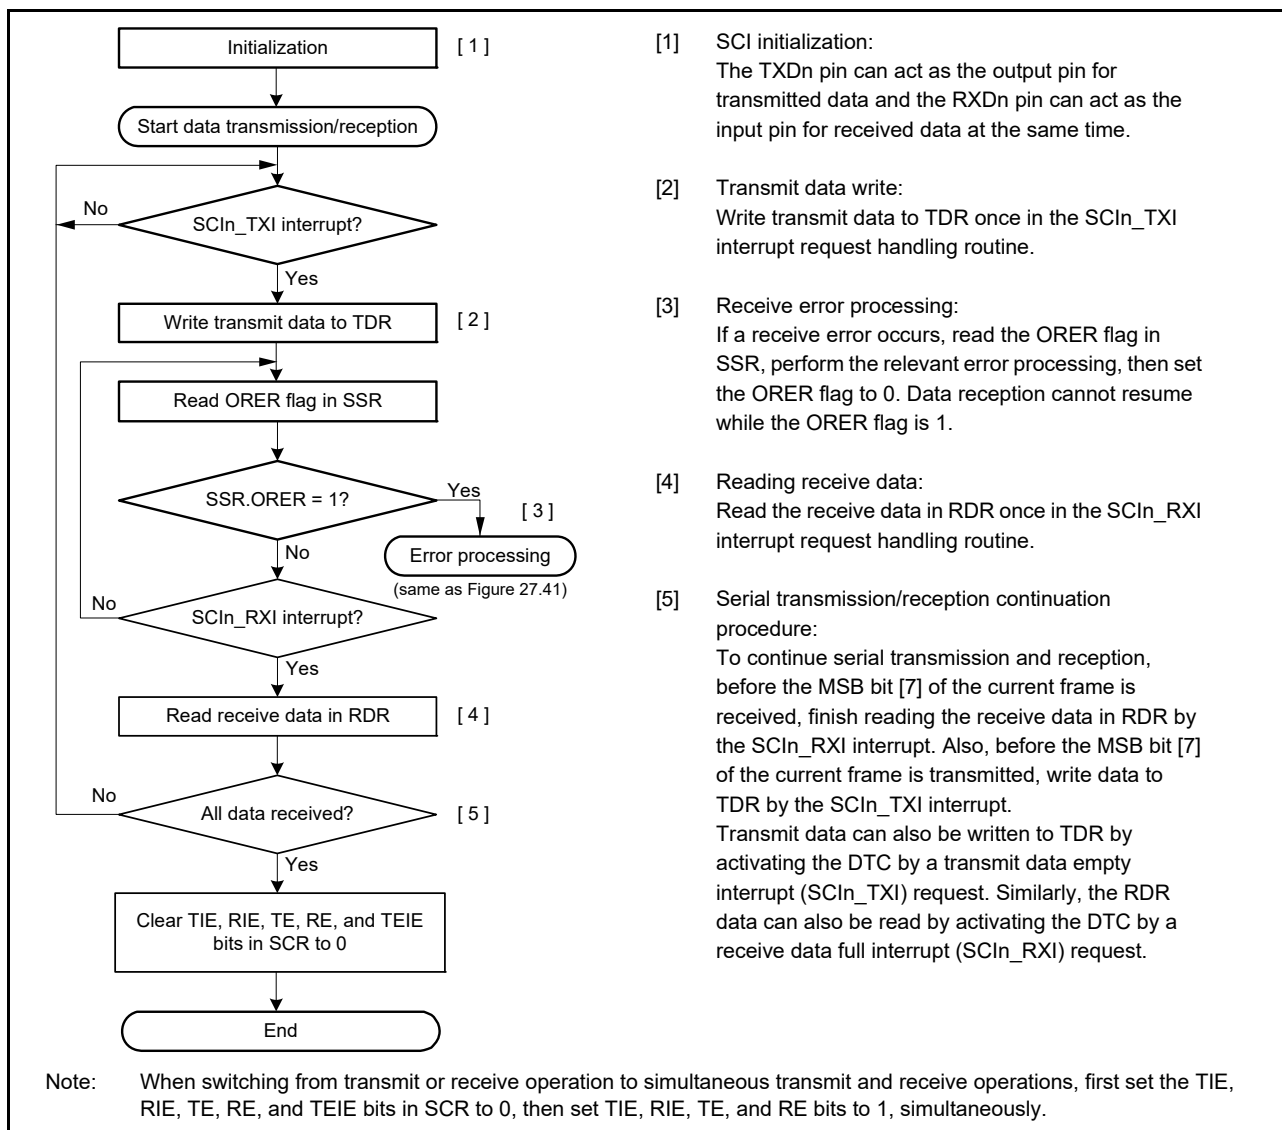 Initialization
[ 1 ]
Start data transmission/reception
No
SCIn_TXI interrupt?
Yes
Write transmit data to TDR
[ 2 ]
Read ORER flag in SSR
SSR.ORER = 1?
Yes
[ 3 ]
No
Error processing
(same as Figure 27.41)
No
SCIn_RXI interrupt?
Yes
Read receive data in RDR
[ 4 ]
No
All data received?
[ 5 ]
Yes
Clear TIE, RIE, TE, RE, and TEIE
bits in SCR to 0
End
[1] SCI initialization:
The TXDn pin can act as the output pin for
transmitted data and the RXDn pin can act as the
input pin for received data at the same time.
[2] Transmit data write:
Write transmit data to TDR once in the SCIn_TXI
interrupt request handling routine.
[3] Receive error processing:
If a receive error occurs, read the ORER flag in
SSR, perform the relevant error processing, then set
the ORER flag to 0. Data reception cannot resume
while the ORER flag is 1.
[4] Reading receive data:
Read the receive data in RDR once in the SCIn_RXI
interrupt request handling routine.
[5] Serial transmission/reception continuation
procedure:
To continue serial transmission and reception,
before the MSB bit [7] of the current frame is
received, finish reading the receive data in RDR by
the SCIn_RXI interrupt. Also, before the MSB bit [7]
of the current frame is transmitted, write data to
TDR by the SCIn_TXI interrupt.
Transmit data can also be written to TDR by
activating the DTC by a transmit data empty
interrupt (SCIn_TXI) request. Similarly, the RDR
data can also be read by activating the DTC by a
receive data full interrupt (SCIn_RXI) request.
Note: When switching from transmit or receive operation to simultaneous transmit and receive operations, first set the TIE,
RIE, TE, RE, and TEIE bits in SCR to 0, then set TIE, RIE, TE, and RE bits to 1, simultaneously.